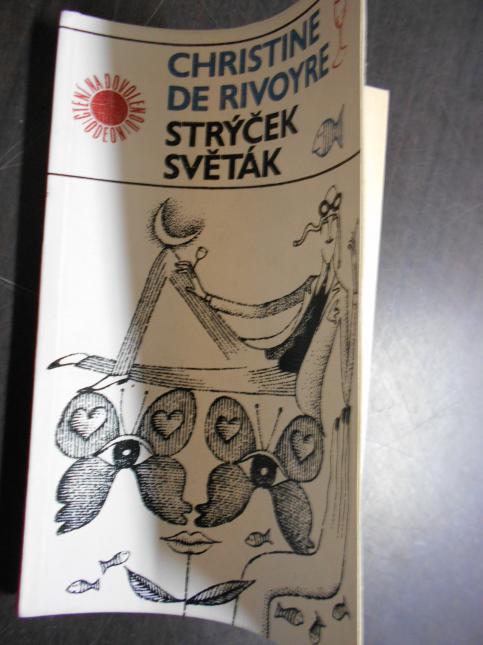 CHRISTINE
DE RIVOYRE
STRÝČEK
SVĚTÁK
ČTENÍ NA DOVOLENOU
ODEON